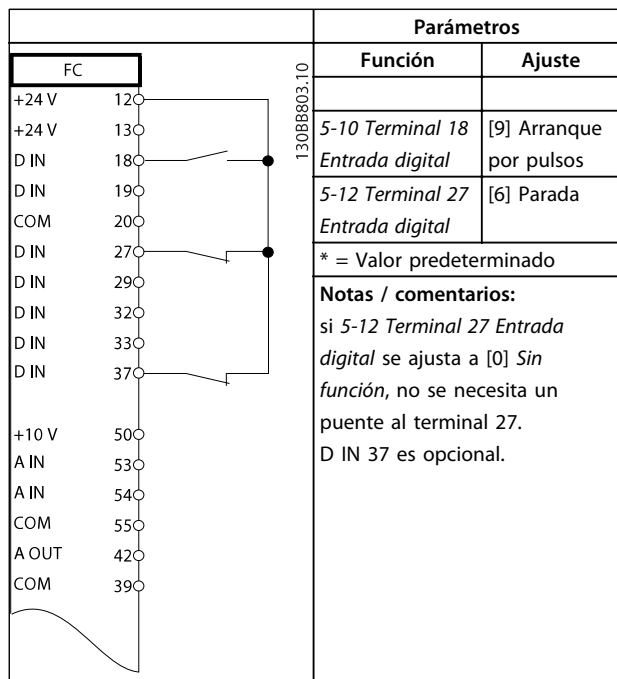 Parámetros
Función Ajuste
5-10 Terminal 18 [9] Arranque
Entrada digital por pulsos
5-12 Terminal 27 [6] Parada
Entrada digital
* = Valor predeterminado
Notas / comentarios:
si 5-12 Terminal 27 Entrada
digital se ajusta a [0] Sin
función, no se necesita un
puente al terminal 27.
D IN 37 es opcional.
FC
+24 V 12
+24 V 13
D IN 18
D IN 19
COM 20
D IN 27
D IN 29
D IN 32
D IN 33
D IN 37
+10 V 50
A IN 53
A IN 54
COM 55
A OUT 42
COM 39
130BB803.10